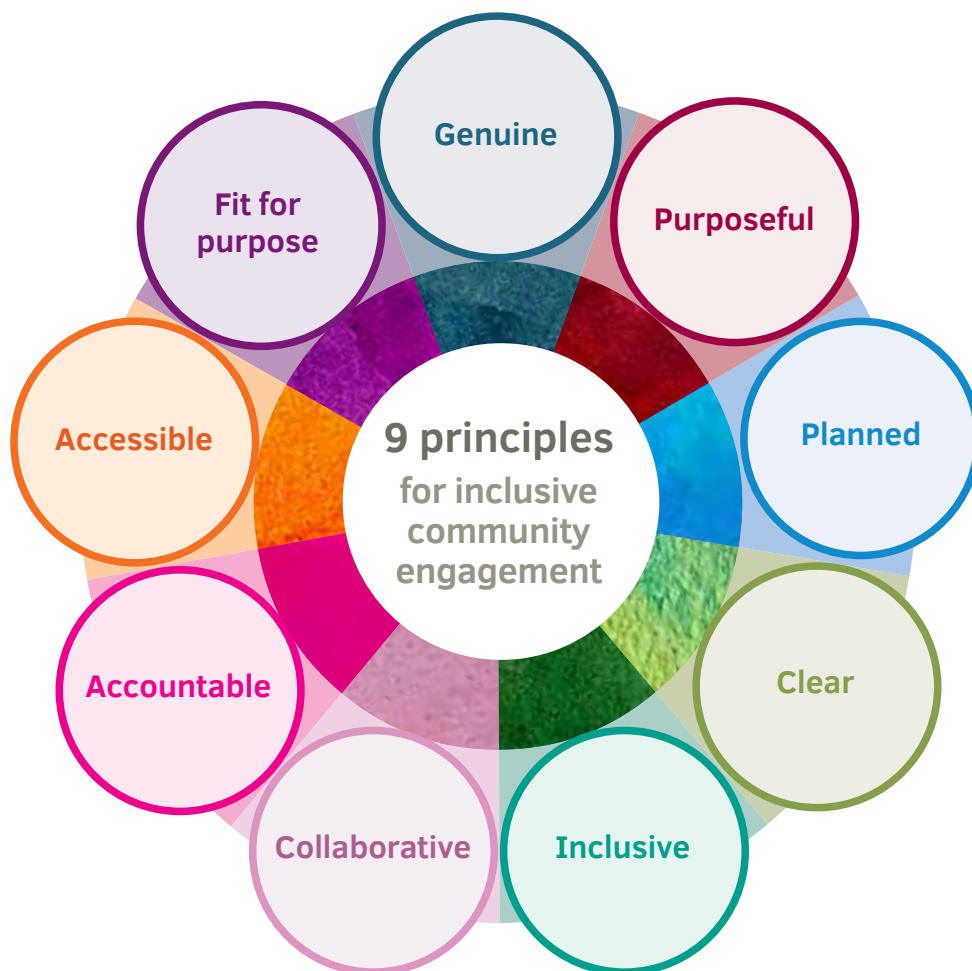 9 principles
for inclusive
community
engagement
Genuine
Purposeful
Planned
Clear
Inclusive
Collaborative
Accountable
Accessible
Fit for
purpose